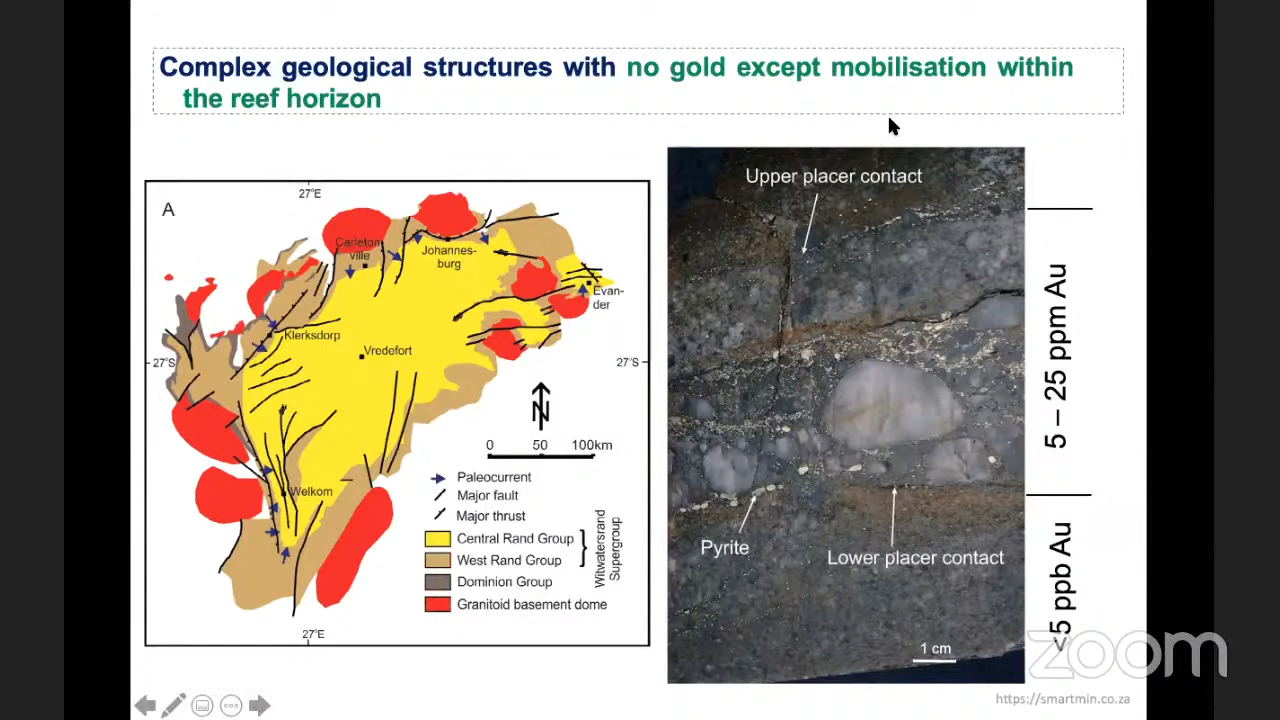 Complex geological structures with no gold except mobilisation within
the reef horizon
A
27°E
Carleton
ville
Johannes-
burg
Evan-
der
Klerksdorp
Vredefort
27°S
27°S
N
0 50 100km
Welkom
Paleocurrent
Major fault
Major thrust
Central Rand Group
West Rand Group
Dominion Group
Granitoid basement dome
Witwatersrand
Supergroup
27°E
Upper placer contact
Pyrite
Lower placer contact
1 cm
5 – 25 ppm Au
<5 ppb Au
zoom
https://smartmin.co.za